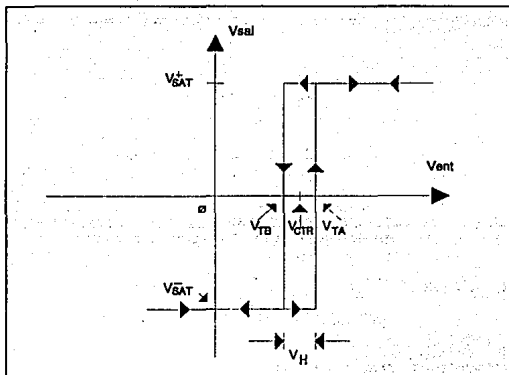 Vsal
V+SAT
Vent
ø
VTB
VCTR
VTA
V-SAT
VH